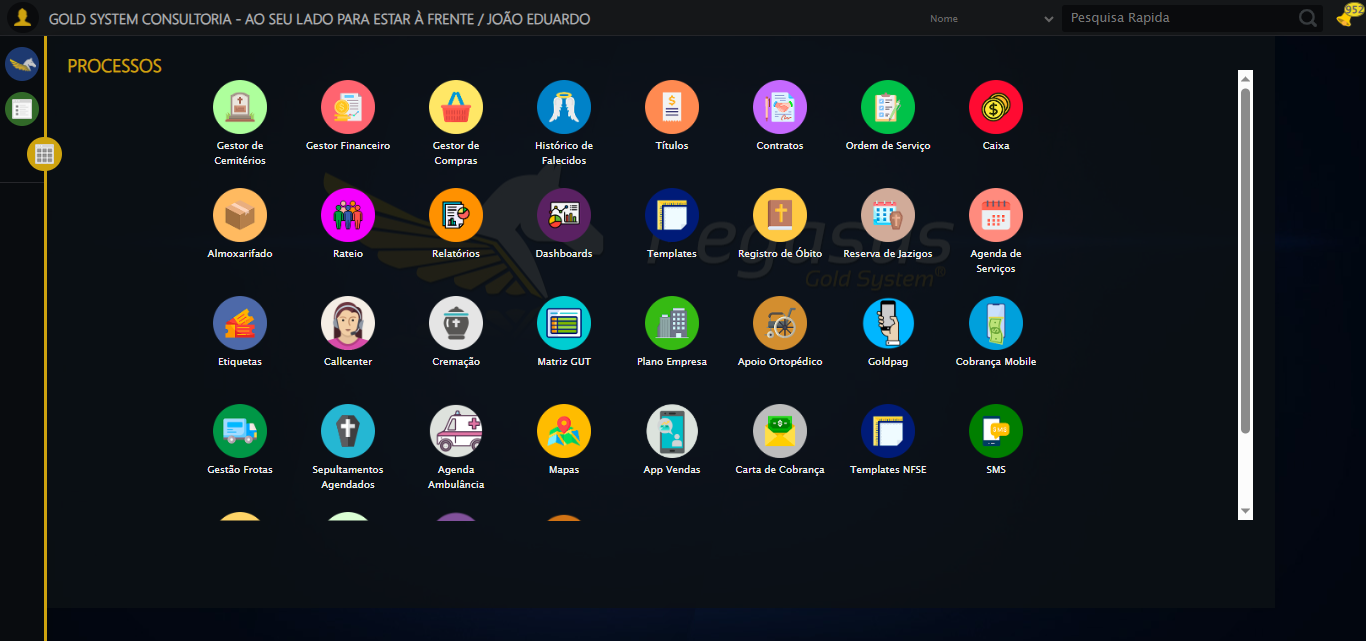 GOLD SYSTEM CONSULTORIA - AO SEU LADO PARA ESTAR À FRENTE / JOÃO EDUARDO
Nome
Pesquisa Rapida
952
PROCESSOS
Gestor de
Cemitérios
Gestor Financeiro
Gestor de
Compras
Histórico de
Falecidos
Títulos
Contratos
Ordem de Serviço
Caixa
Almoxarifado
Rateio
Relatórios
Dashboards
Templates
Registro de Óbito
Reserva de Jazigos
Agenda de
Serviços
Pegasus
Gold System®
Etiquetas
Callcenter
Cremação
Matriz GUT
Plano Empresa
Apoio Ortopédico
Goldpag
Cobrança Mobile
Gestão Frotas
Sepultamentos
Agendados
Agenda
Ambulância
Mapas
App Vendas
Carta de Cobrança
Templates NFSE
SMS
SMS